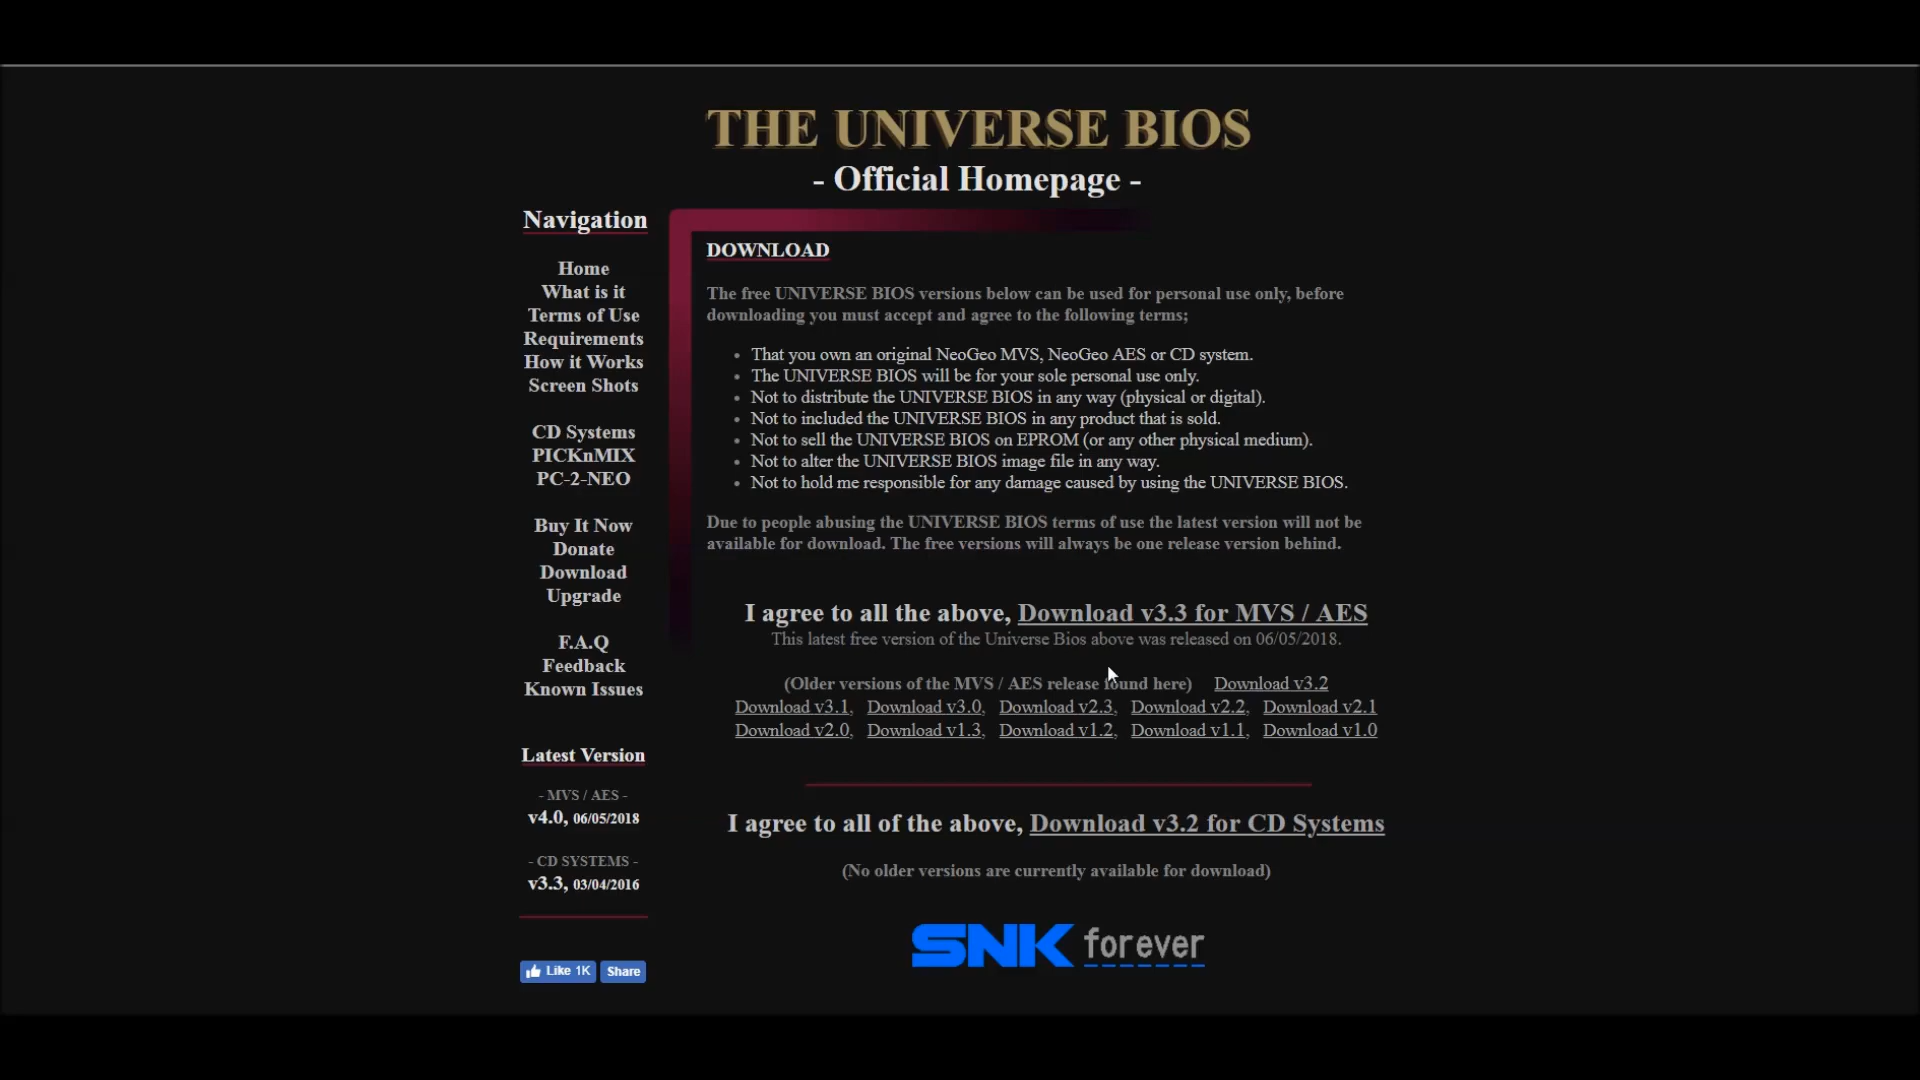 THE UNIVERSE BIOS
- Official Homepage -
Navigation
Home
What is it
Terms of Use
Requirements
How it Works
Screen Shots
CD Systems
PICKnMIX
PC-2-NEO
Buy It Now
Donate
Download
Upgrade
F.A.Q
Feedback
Known Issues
Latest Version
- MVS / AES -
v4.0, 06/05/2018
- CD SYSTEMS -
v3.3, 03/04/2016
Like 1K Share
DOWNLOAD
The free UNIVERSE BIOS versions below can be used for personal use only, before
downloading you must accept and agree to the following terms;
• That you own an original NeoGeo MVS, NeoGeo AES or CD system.
• The UNIVERSE BIOS will be for your sole personal use only.
• Not to distribute the UNIVERSE BIOS in any way (physical or digital).
• Not to included the UNIVERSE BIOS in any product that is sold.
• Not to sell the UNIVERSE BIOS on EPROM (or any other physical medium).
• Not to alter the UNIVERSE BIOS image file in any way.
• Not to hold me responsible for any damage caused by using the UNIVERSE BIOS.
Due to people abusing the UNIVERSE BIOS terms of use the latest version will not be
available for download. The free versions will always be one release version behind.
I agree to all the above, Download v3.3 for MVS / AES
This latest free version of the Universe Bios above was released on 06/05/2018.
(Older versions of the MVS / AES release found here) Download v3.2
Download v3.1, Download v3.0, Download v2.3, Download v2.2, Download v2.1
Download v2.0, Download v1.3, Download v1.2, Download v1.1, Download v1.0
I agree to all of the above, Download v3.2 for CD Systems
(No older versions are currently available for download)
SNK forever